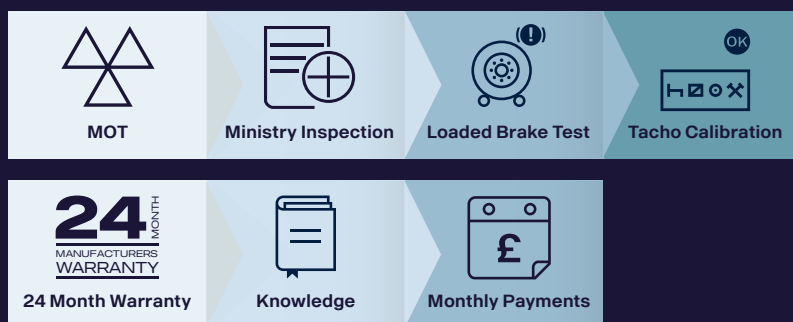 OK
MOT
Ministry Inspection
Loaded Brake Test
Tacho Calibration
24
MONTH
MANUFACTURERS
WARRANTY
£
24 Month Warranty
Knowledge
Monthly Payments